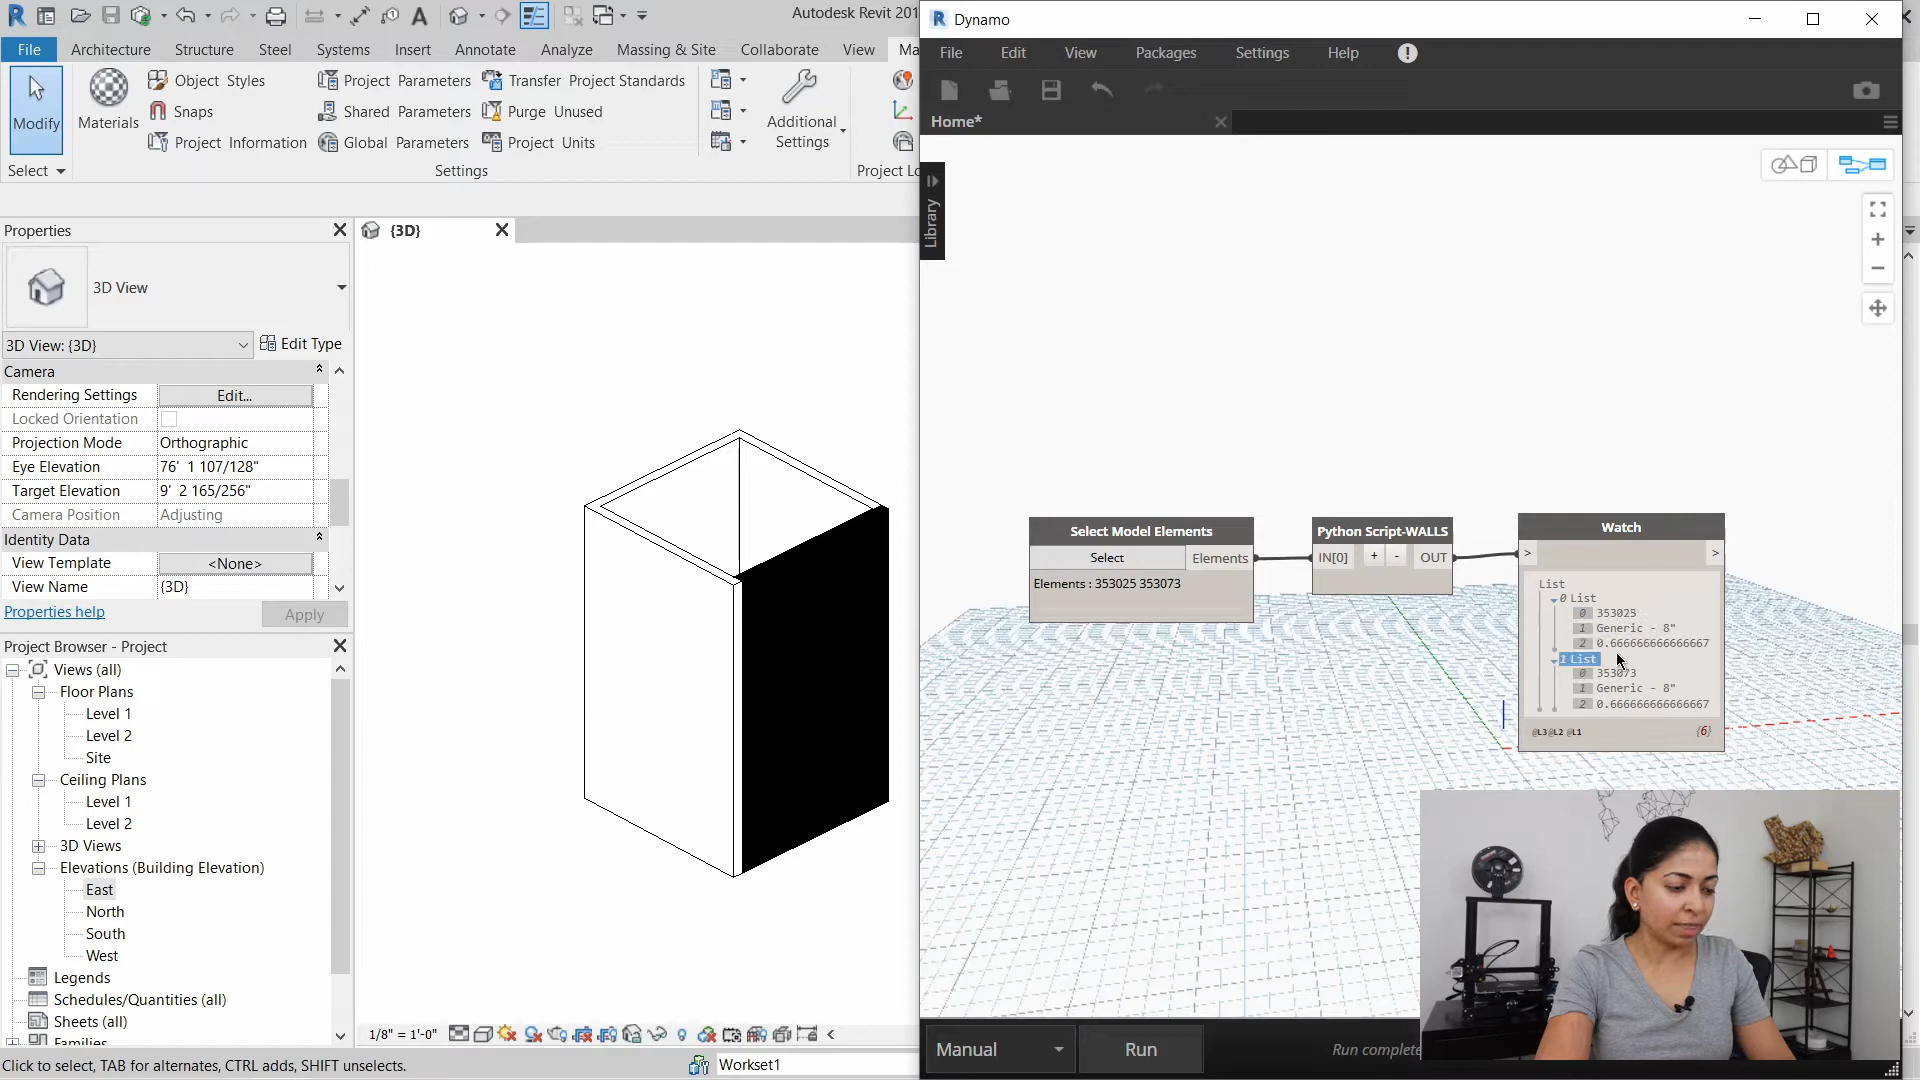 Autodesk Revit 201
File
Architecture
Structure
Steel
Systems
Insert
Annotate
Analyze
Massing & Site
Collaborate
View
Ma
Modify
Materials
Object Styles
Snaps
Project Information
Project Parameters
Shared Parameters
Global Parameters
Transfer Project Standards
Purge Unused
Project Units
Additional
Settings
Select
Settings
Project Lo
Properties
3D View
3D View: {3D}
Edit Type
Camera
Rendering Settings
Edit...
Locked Orientation
Projection Mode
Orthographic
Eye Elevation
76' 1 107/128"
Target Elevation
9' 2 165/256"
Camera Position
Adjusting
Identity Data
View Template
<None>
View Name
{3D}
Properties help
Apply
Project Browser - Project
Views (all)
Floor Plans
Level 1
Level 2
Site
Ceiling Plans
Level 1
Level 2
3D Views
Elevations (Building Elevation)
East
North
South
West
Legends
Schedules/Quantities (all)
Sheets (all)
Families
{3D}
1/8" = 1'-0"
Click to select, TAB for alternates, CTRL adds, SHIFT unselects.
Workset1
Dynamo
File
Edit
View
Packages
Settings
Help
Home*
Library
Select Model Elements
Select
Elements
Elements : 353025 353073
Python Script-WALLS
IN[0]
+
-
OUT
Watch
>
>
List
0 List
0 353025
1 Generic - 8"
2 0.666666666666667
1 List
0 353073
1 Generic - 8"
2 0.666666666666667
@L3 @L2 @L1
{6}
Manual
Run
Run complete